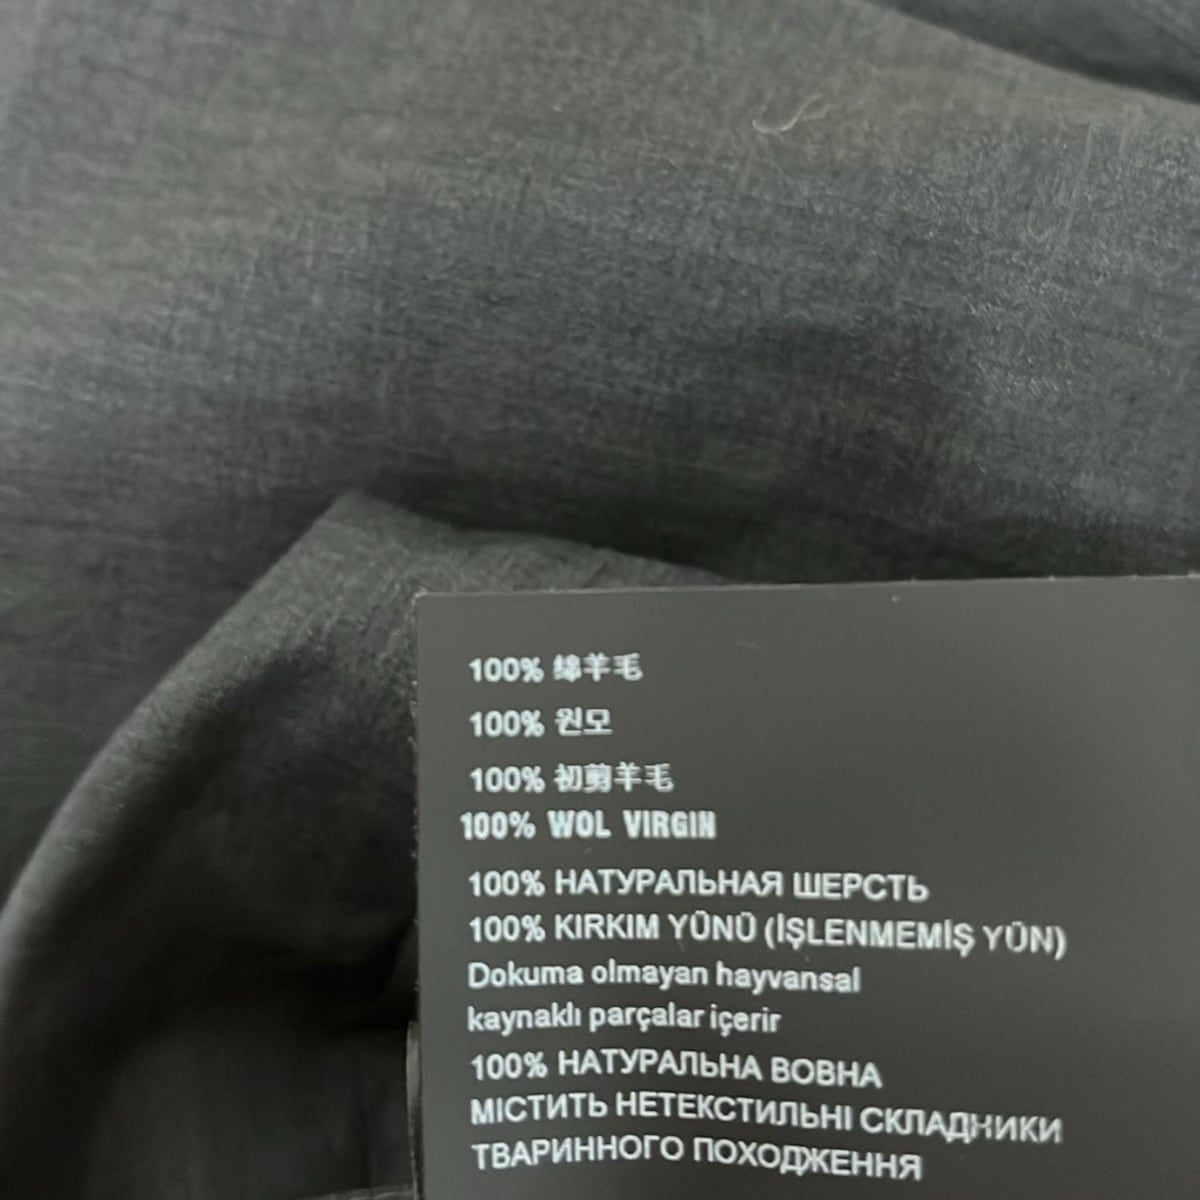 100% 绵羊毛
100% 원모
100% 初剪羊毛
100% WOL VIRGIN
100% НАТУРАЛЬНАЯ ШЕРСТЬ
100% KIRKIM YÜNÜ (İŞLENMEMİŞ YÜN)
Dokuma olmayan hayvansal
kaynaklı parçalar içerir
100% НАТУРАЛЬНА ВОВНА
МІСТИТЬ НЕТЕКСТИЛЬНІ СКЛАДНИКИ
ТВАРИННОГО ПОХОДЖЕННЯ